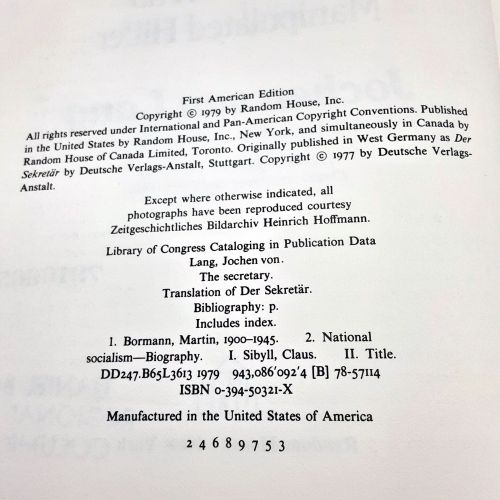 First American Edition
Copyright © 1979 by Random House, Inc.
All rights reserved under International and Pan-American Copyright Conventions. Published
in the United States by Random House, Inc., New York, and simultaneously in Canada by
Random House of Canada Limited, Toronto. Originally published in West Germany as Der
Sekretär by Deutsche Verlags-Anstalt, Stuttgart. Copyright © 1977 by Deutsche Verlags-
Anstalt.
Except where otherwise indicated, all
photographs have been reproduced courtesy
Zeitgeschichtliches Bildarchiv Heinrich Hoffmann.
Library of Congress Cataloging in Publication Data
Lang, Jochen von.
The secretary.
Translation of Der Sekretär.
Bibliography: p.
Includes index.
1. Bormann, Martin, 1900–1945. 2. National
socialism—Biography. I. Sibyll, Claus. II. Title.
DD247.B65L3613 1979 943,086'092'4 [B] 78-57114
ISBN 0-394-50321-X
Manufactured in the United States of America
2 4 6 8 9 7 5 3